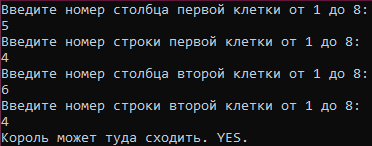 Введите номер столбца первой клетки от 1 до 8:
5
Введите номер строки первой клетки от 1 до 8:
4
Введите номер столбца второй клетки от 1 до 8:
6
Введите номер строки второй клетки от 1 до 8:
4
Король может туда сходить. YES.